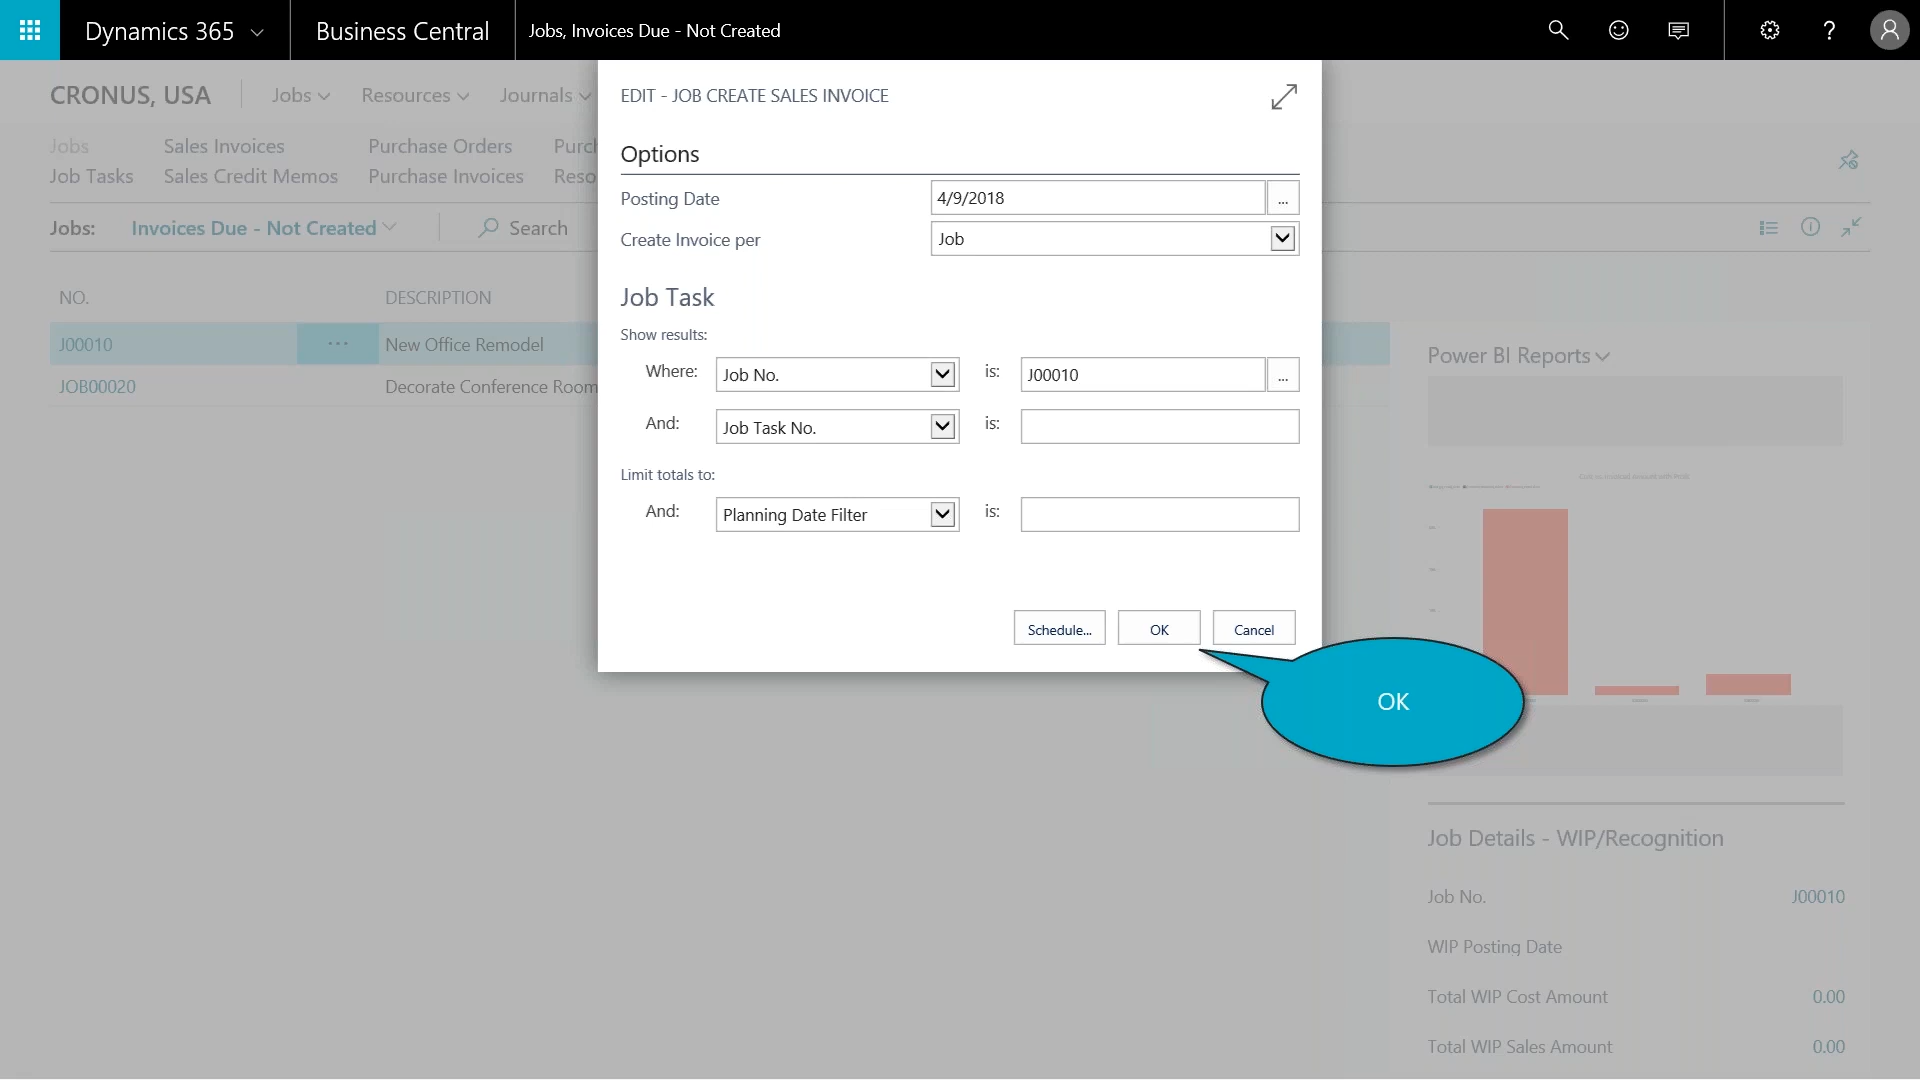 Dynamics 365
Business Central
Jobs, Invoices Due - Not Created
?
CRONUS, USA
Jobs
Resources
Journals
Jobs
Sales Invoices
Purchase Orders
Purch
Job Tasks
Sales Credit Memos
Purchase Invoices
Reso
Jobs:
Invoices Due - Not Created
Search
NO.
DESCRIPTION
J00010
...
New Office Remodel
JOB00020
Decorate Conference Room
EDIT - JOB CREATE SALES INVOICE
Options
Posting Date
4/9/2018
...
Create Invoice per
Job
Job Task
Show results:
Where:
Job No.
is:
J00010
...
And:
Job Task No.
is:
Limit totals to:
And:
Planning Date Filter
is:
Schedule...
OK
Cancel
OK
Power BI Reports
Job Details - WIP/Recognition
Job No.
J00010
WIP Posting Date
Total WIP Cost Amount
0.00
Total WIP Sales Amount
0.00